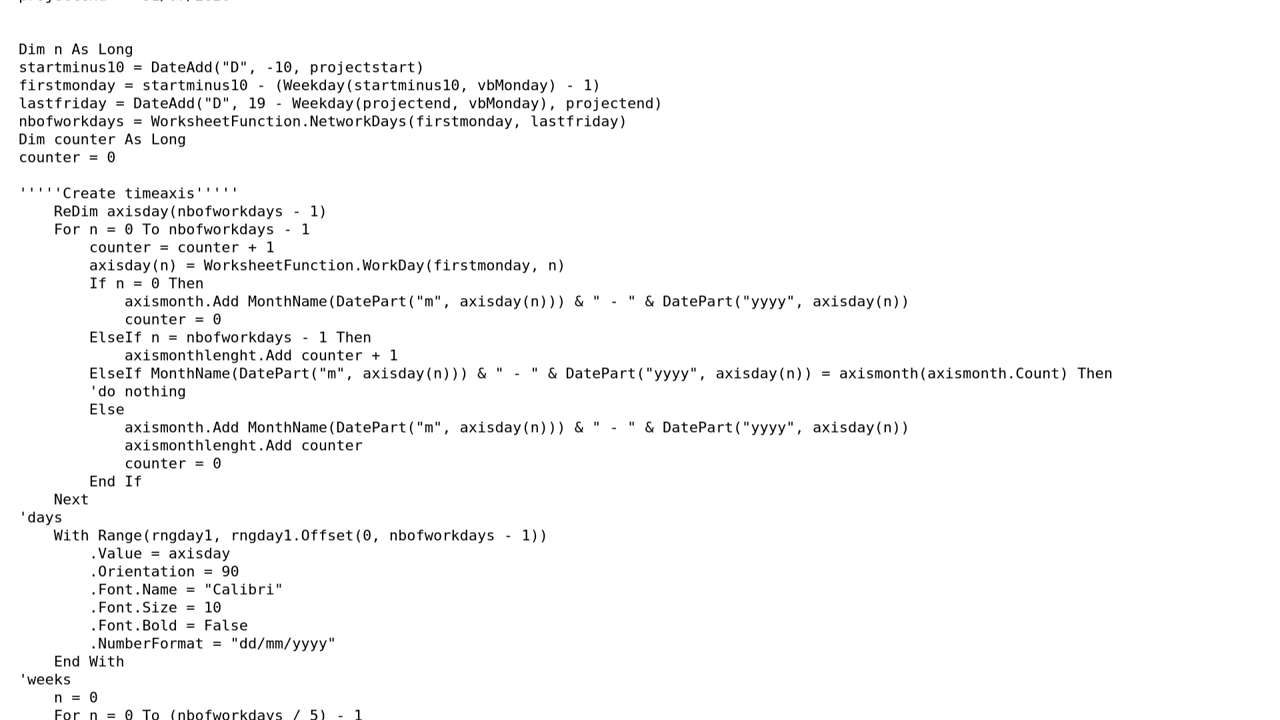 Dim n As Long
startminus10 = DateAdd("D", -10, projectstart)
firstmonday = startminus10 - (Weekday(startminus10, vbMonday) - 1)
lastfriday = DateAdd("D", 19 - Weekday(projectend, vbMonday), projectend)
nbofworkdays = WorksheetFunction.NetworkDays(firstmonday, lastfriday)
Dim counter As Long
counter = 0

'''''Create timeaxis'''''
    ReDim axisday(nbofworkdays - 1)
    For n = 0 To nbofworkdays - 1
        counter = counter + 1
        axisday(n) = WorksheetFunction.WorkDay(firstmonday, n)
        If n = 0 Then
            axismonth.Add MonthName(DatePart("m", axisday(n))) & " - " & DatePart("yyyy", axisday(n))
            counter = 0
        ElseIf n = nbofworkdays - 1 Then
            axismonthlenght.Add counter + 1
        ElseIf MonthName(DatePart("m", axisday(n))) & " - " & DatePart("yyyy", axisday(n)) = axismonth(axismonth.Count) Then
        'do nothing
        Else
            axismonth.Add MonthName(DatePart("m", axisday(n))) & " - " & DatePart("yyyy", axisday(n))
            axismonthlenght.Add counter
            counter = 0
        End If
    Next
'days
    With Range(rngday1, rngday1.Offset(0, nbofworkdays - 1))
        .Value = axisday
        .Orientation = 90
        .Font.Name = "Calibri"
        .Font.Size = 10
        .Font.Bold = False
        .NumberFormat = "dd/mm/yyyy"
    End With
'weeks
    n = 0
    For n = 0 To (nbofworkdays / 5) - 1